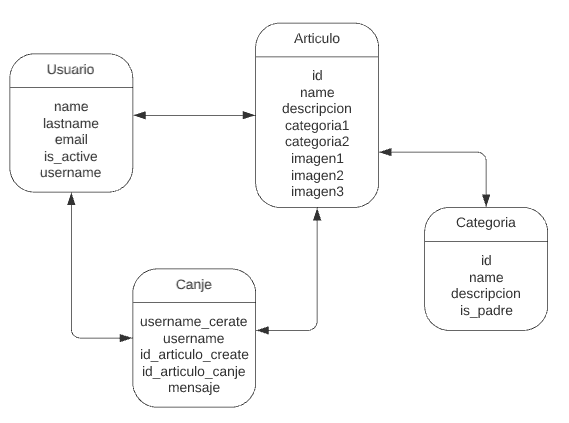 Usuario
name
lastname
email
is_active
username
Articulo
id
name
descripcion
categoria1
categoria2
imagen1
imagen2
imagen3
Categoria
id
name
descripcion
is_padre
Canje
username_cerate
username
id_articulo_create
id_articulo_canje
mensaje